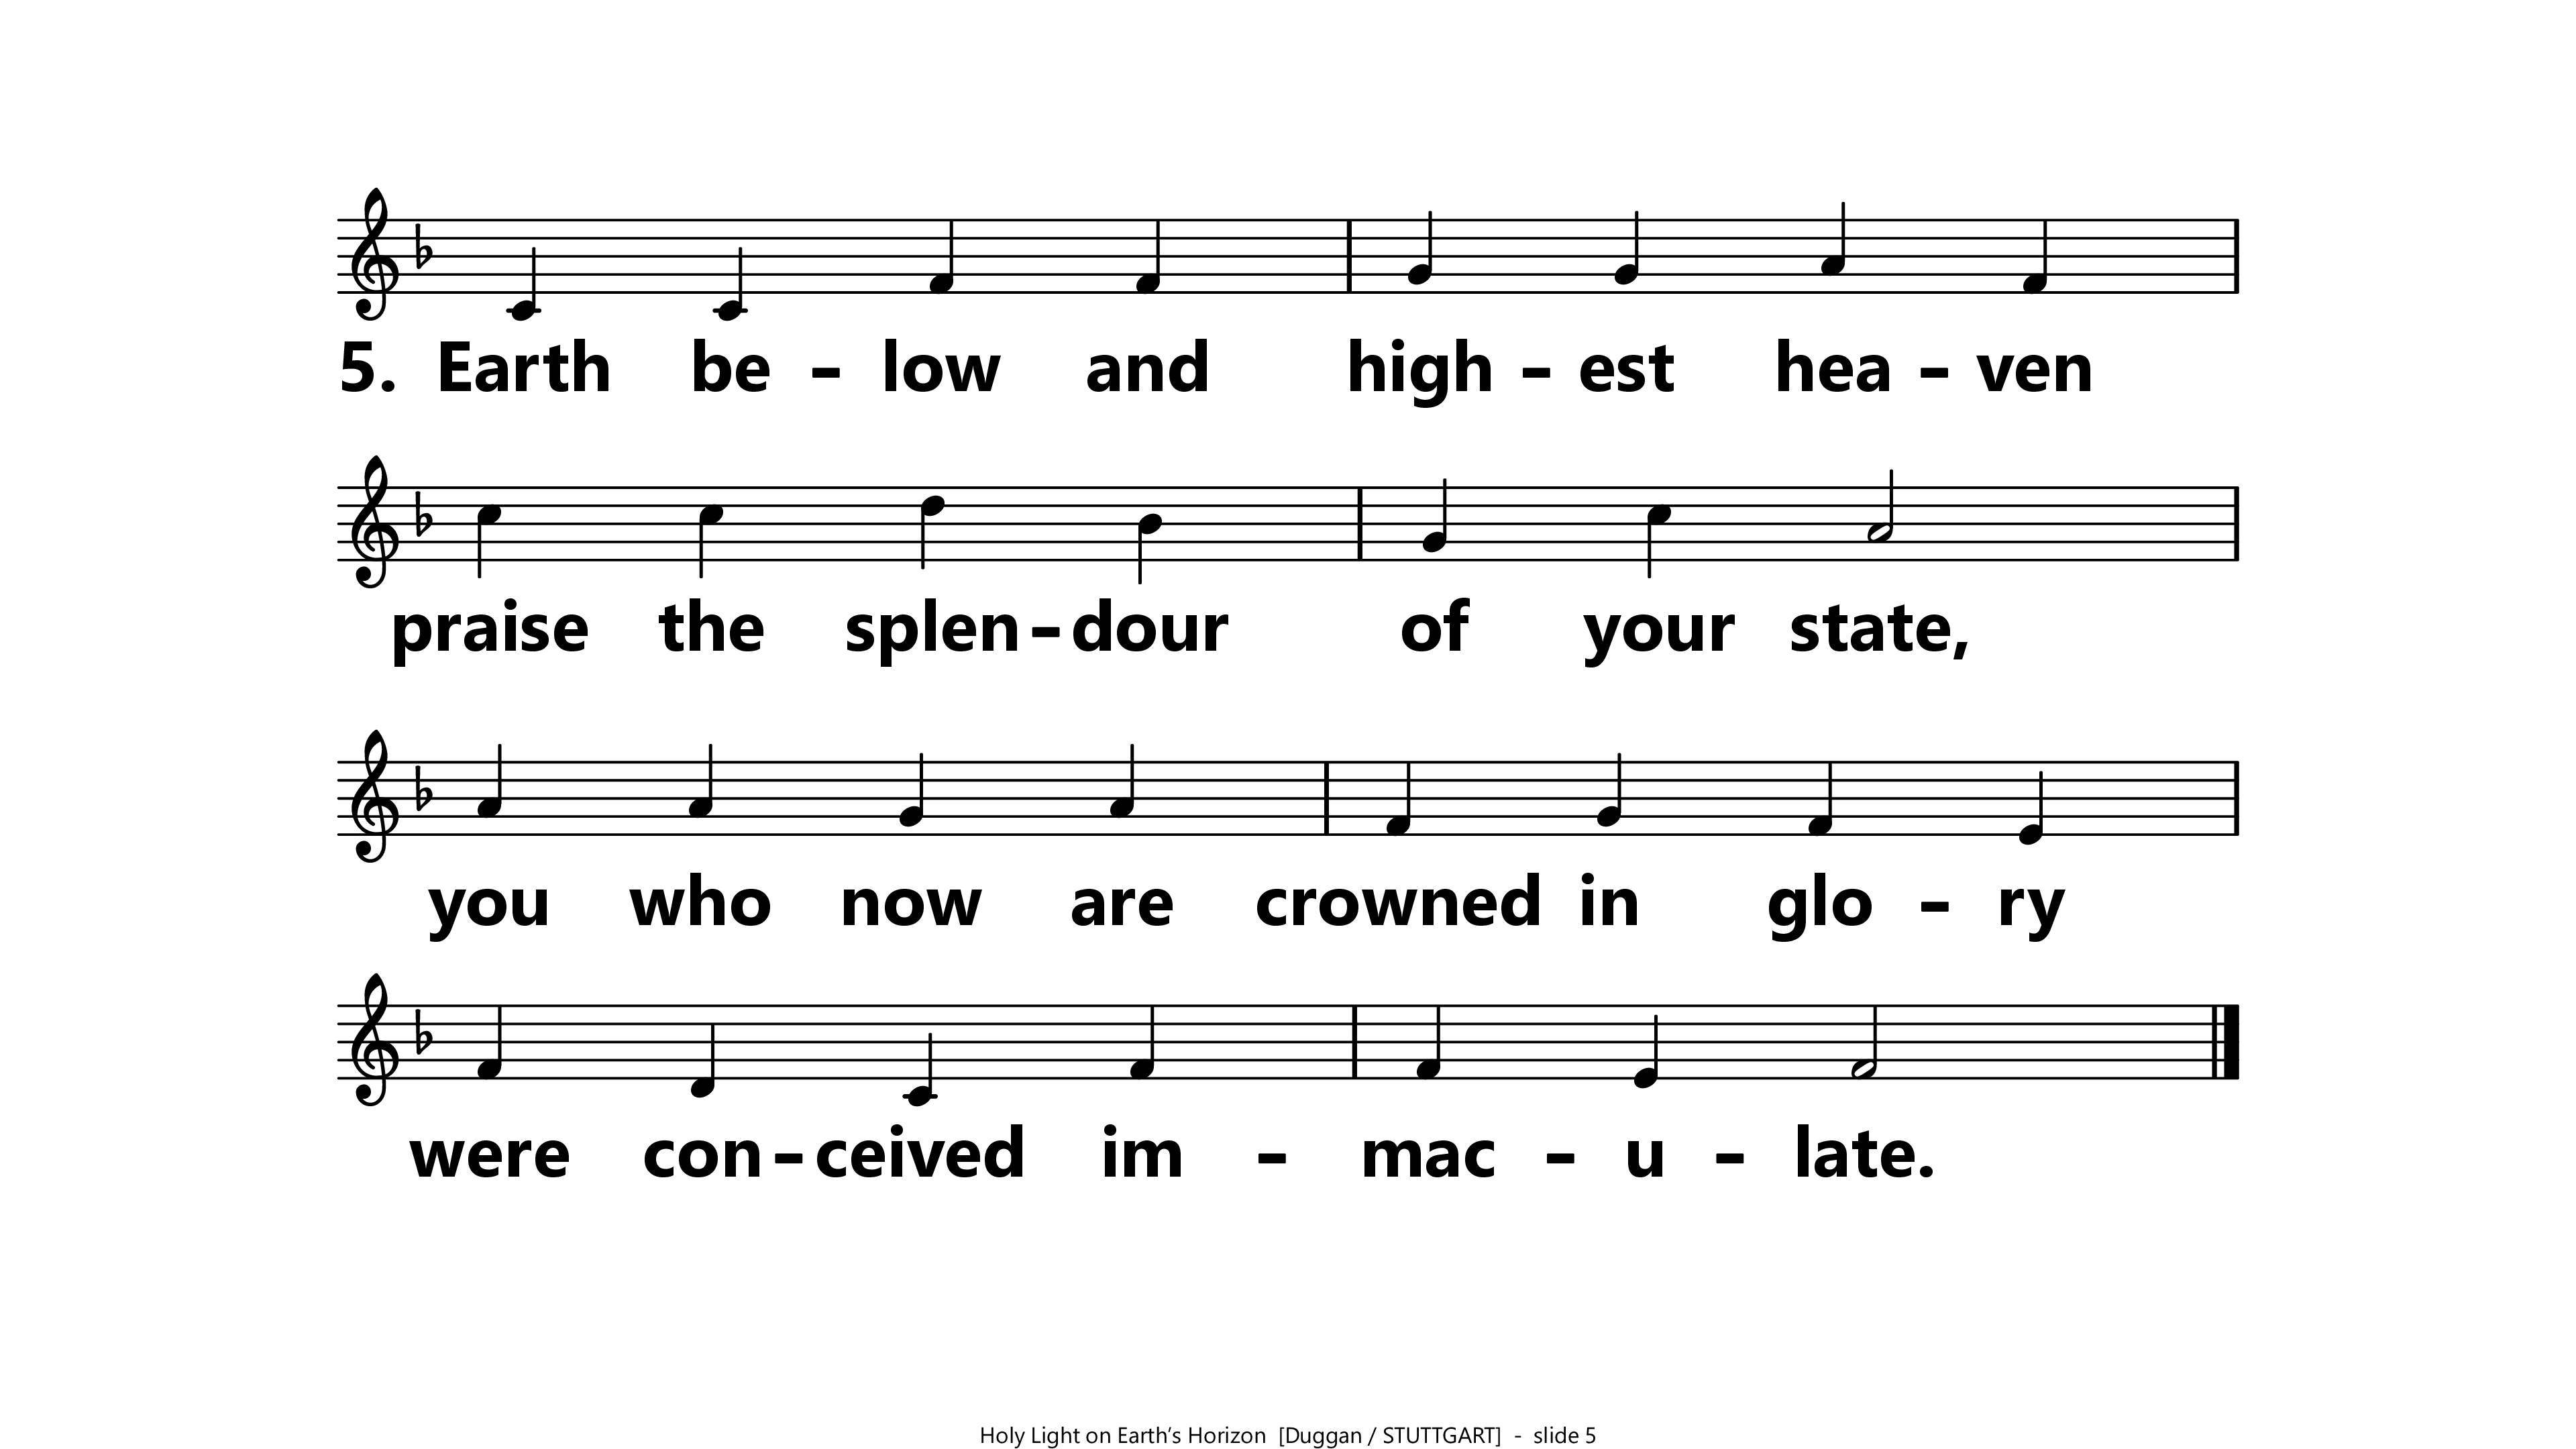 5. Earth be - low and high - est hea - ven
praise the splen - dour of your state,
you who now are crowned in glo - ry
were con - ceived im - mac - u - late.
Holy Light on Earth’s Horizon [Duggan / STUTTGART] - slide 5